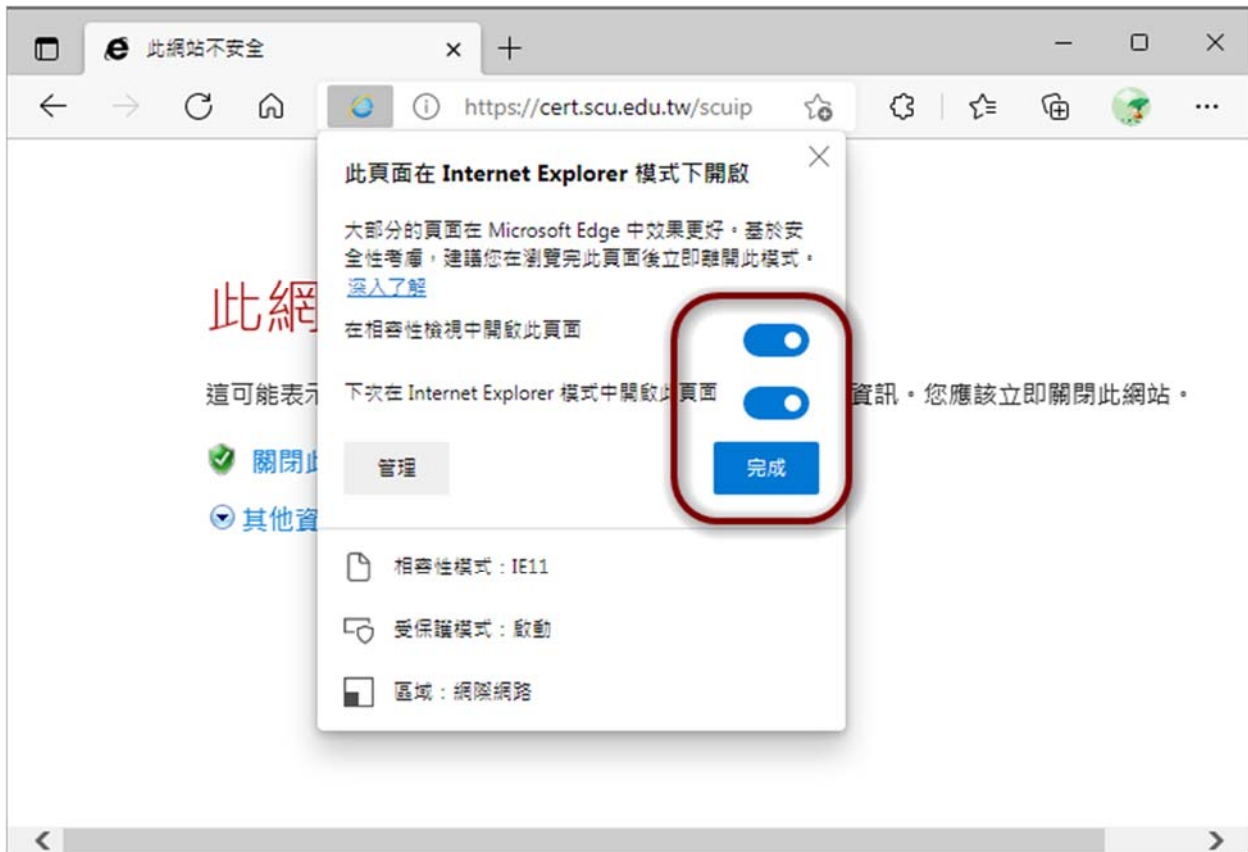 此網站不安全
https://cert.scu.edu.tw/scuip
此頁面在 Internet Explorer 模式下開啟
大部分的頁面在 Microsoft Edge 中效果更好。基於安
全性考慮，建議您在瀏覽完此頁面後立即離開此模式。
深入了解
此網
在相容性檢視中開啟此頁面
這可能表示
下次在 Internet Explorer 模式中開啟此頁面
資訊。您應該立即關閉此網站。
關閉此
管理
完成
其他資
相容性模式：IE11
受保護模式：啟動
區域：網際網路